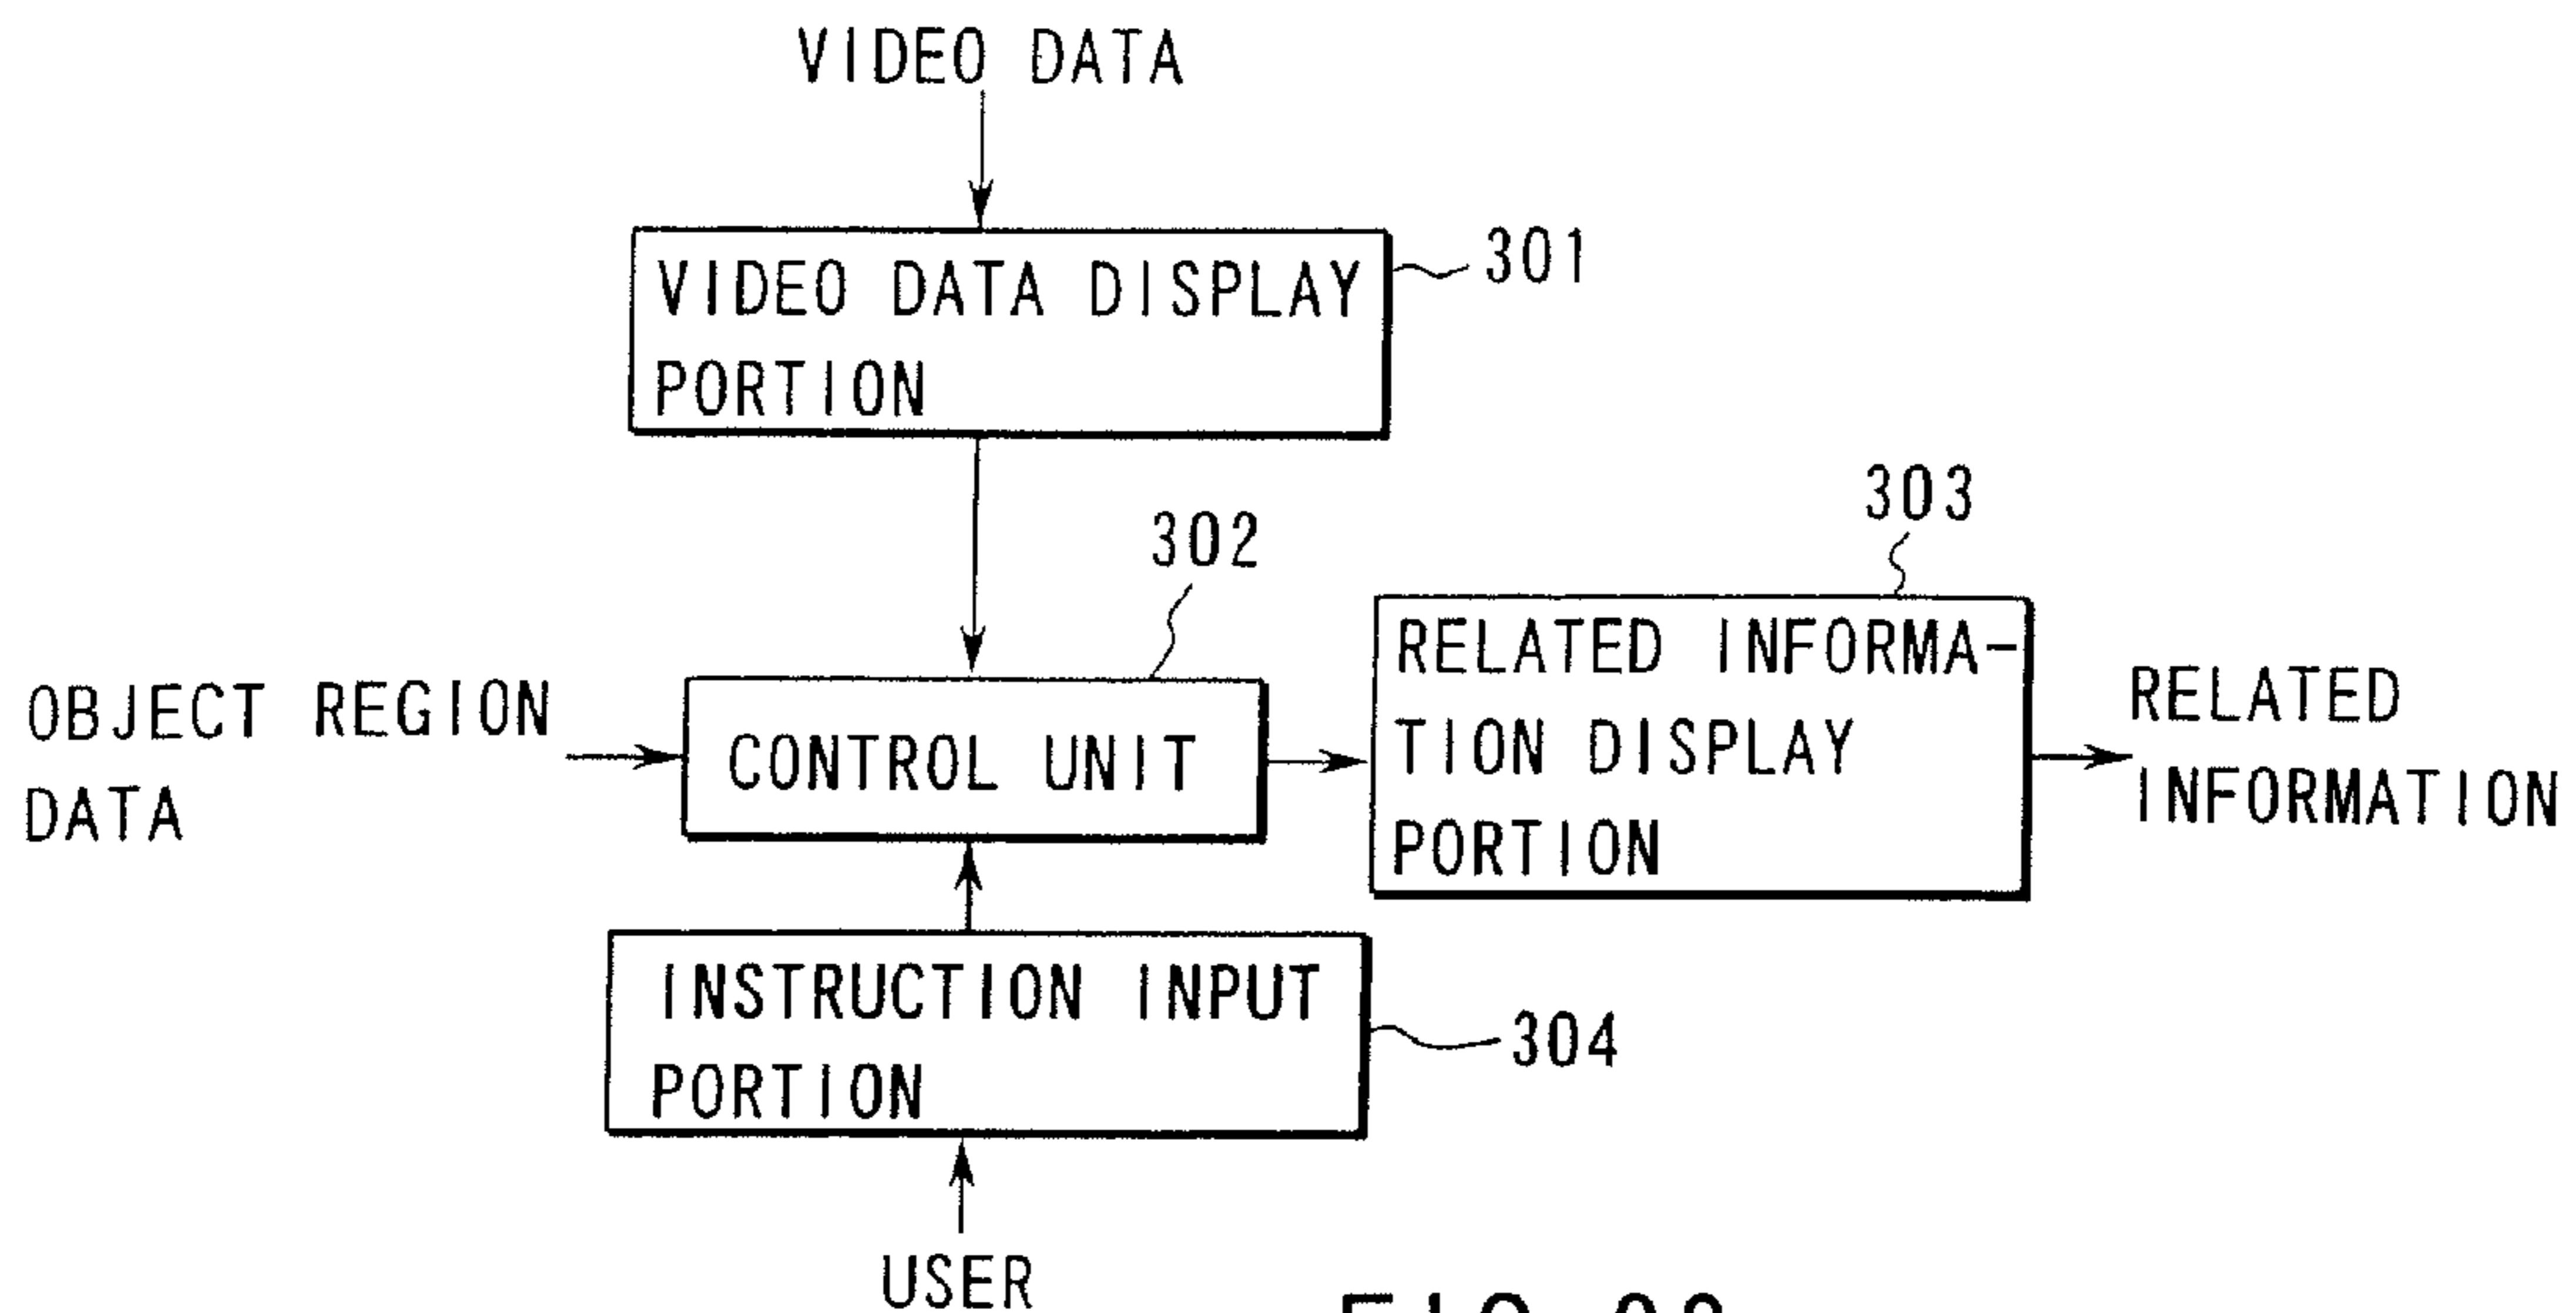 VIDEO DATA
VIDEO DATA DISPLAY
PORTION
301
302
303
OBJECT REGION
DATA
CONTROL UNIT
RELATED INFORMA-
TION DISPLAY
PORTION
RELATED
INFORMATION
INSTRUCTION INPUT
PORTION
304
USER